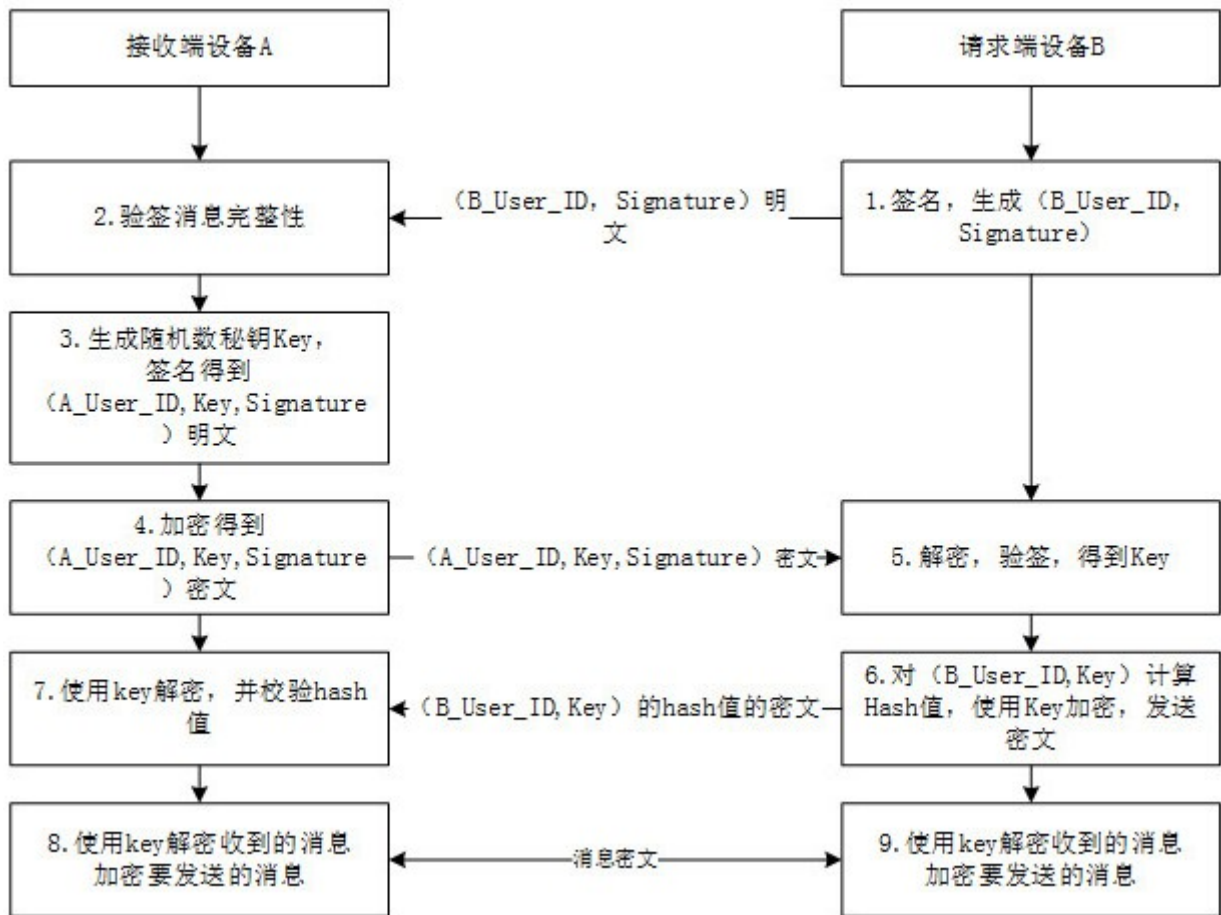 接收端设备A
请求端设备B
2.验签消息完整性
(B_User_ID, Signature)明
文
1.签名，生成（B_User_ID,
Signature）
3.生成随机数秘钥Key，
签名得到
（A_User_ID,Key,Signature
）明文
4.加密得到
（A_User_ID,Key,Signature
）密文
（A_User_ID,Key,Signature）密文
5.解密，验签，得到Key
7.使用key解密，并校验hash
值
（B_User_ID,Key）的hash值的密文
6.对（B_User_ID,Key）计算
Hash值，使用Key加密，发送
密文
8.使用key解密收到的消息
加密要发送的消息
消息密文
9.使用key解密收到的消息
加密要发送的消息